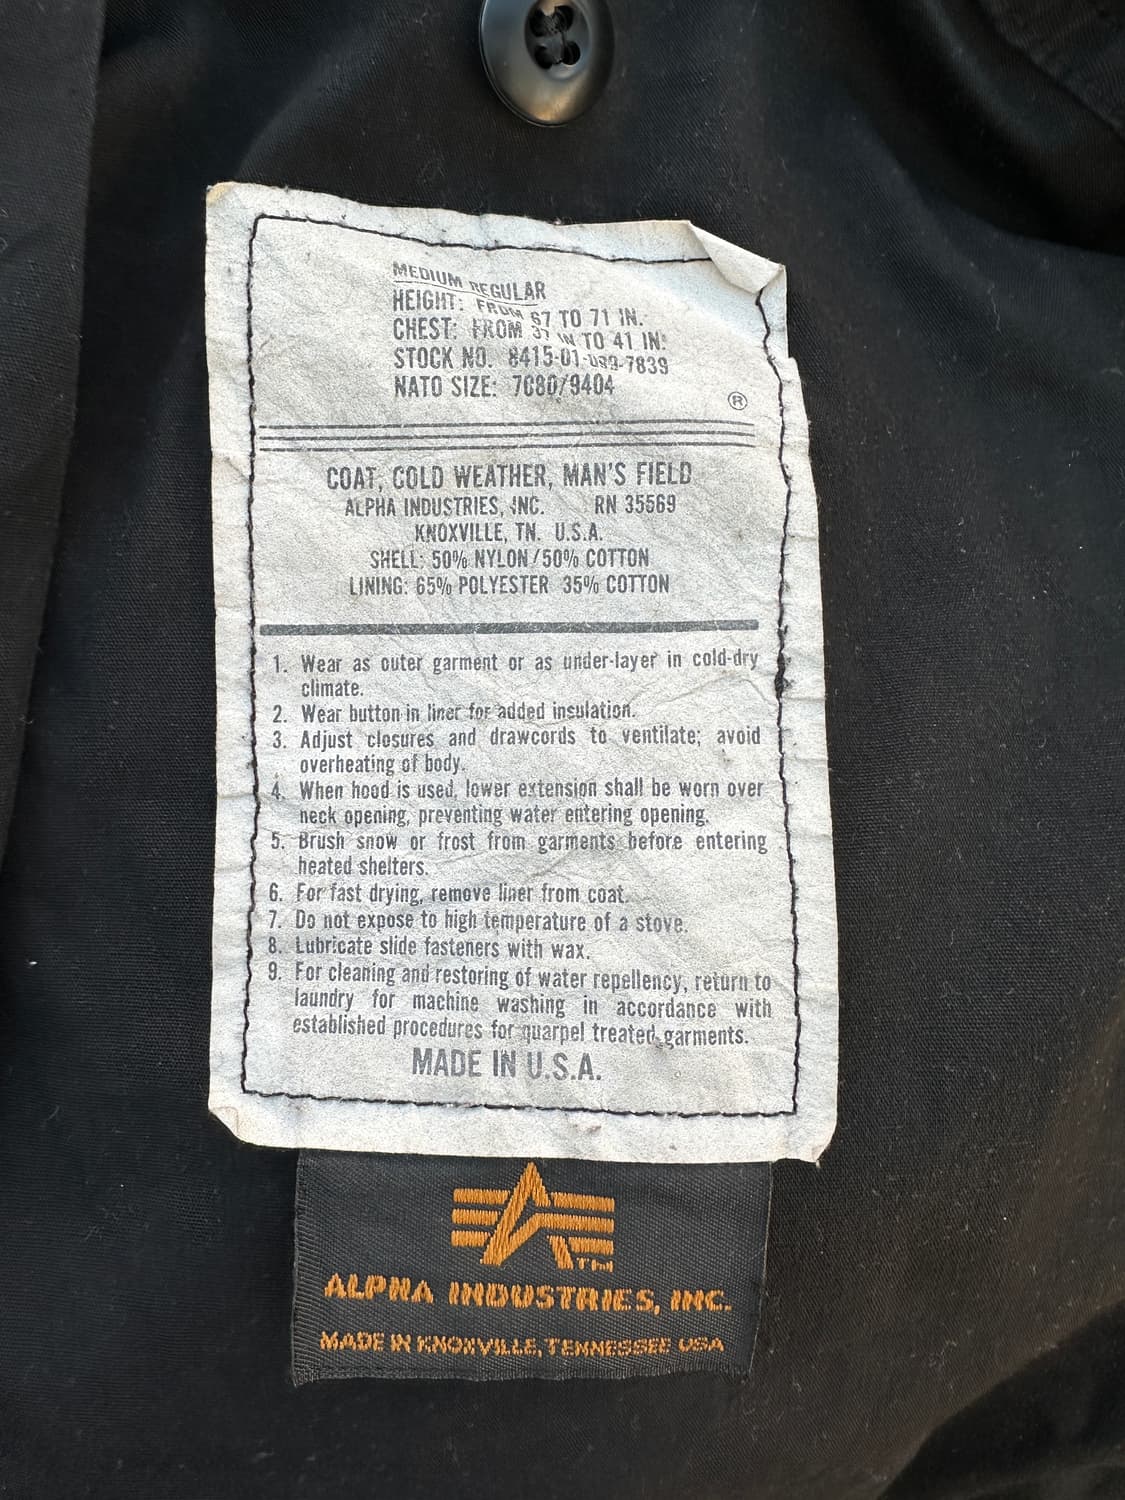 MEDIUM REGULAR
HEIGHT: FROM 67 TO 71 IN.
CHEST: FROM 37 IN TO 41 IN.
STOCK NO. 8415-01-099-7839
NATO SIZE: 7080/9404
®
COAT, COLD WEATHER, MAN'S FIELD
ALPHA INDUSTRIES, INC. RN 35569
KNOXVILLE, TN. U.S.A.
SHELL: 50% NYLON/50% COTTON
LINING: 65% POLYESTER 35% COTTON
1. Wear as outer garment or as under-layer in cold-dry
climate.
2. Wear button in liner for added insulation.
3. Adjust closures and drawcords to ventilate; avoid
overheating of body.
4. When hood is used, lower extension shall be worn over
neck opening, preventing water entering opening.
5. Brush snow or frost from garments before entering
heated shelters.
6. For fast drying, remove liner from coat.
7. Do not expose to high temperature of a stove.
8. Lubricate slide fasteners with wax.
9. For cleaning and restoring of water repellency, return to
laundry for machine washing in accordance with
established procedures for quarpel treated garments.
MADE IN U.S.A.
TM
ALPHA INDUSTRIES, INC.
MADE IN KNOXVILLE, TENNESSEE USA